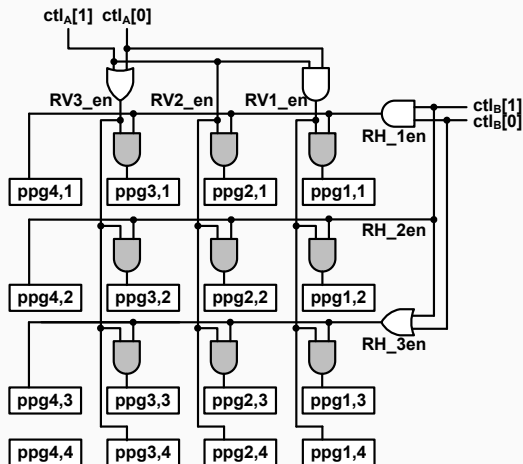 ctlA[1] ctlA[0]
RV3_en RV2_en RV1_en
ctlB[1]
ctlB[0]
RH_1en
ppg4,1 ppg3,1 ppg2,1 ppg1,1
RH_2en
ppg4,2 ppg3,2 ppg2,2 ppg1,2
RH_3en
ppg4,3 ppg3,3 ppg2,3 ppg1,3
ppg4,4 ppg3,4 ppg2,4 ppg1,4